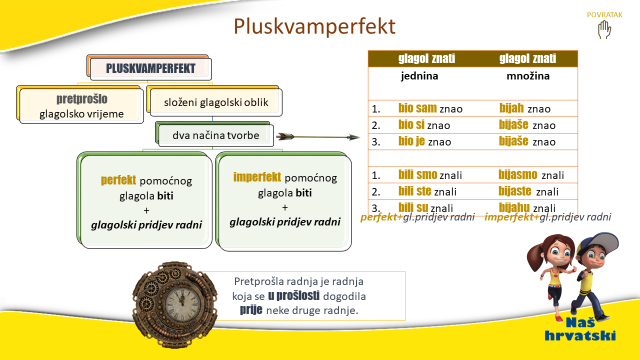 Pluskvamperfekt
POVRATAK
PLUSKVAMPERFEKT
pretprošlo
glagolsko vrijeme
složeni glagolski oblik
dva načina tvorbe
perfekt pomoćnog
glagola biti
+
glagolski pridjev radni
imperfekt pomoćnog
glagola biti
+
glagolski pridjev radni
glagol znati glagol znati
jednina množina
1. bio sam znao bijah znao
2. bio si znao bijaše znao
3. bio je znao bijaše znao
1. bili smo znali bijasmo znali
2. bili ste znali bijaste znali
3. bili su znali bijahu znali
perfekt+gl.pridjev radni imperfekt+gl.pridjev radni
Pretprošla radnja je radnja
koja se u prošlosti dogodila
prije neke druge radnje.
Naš
hrvatski